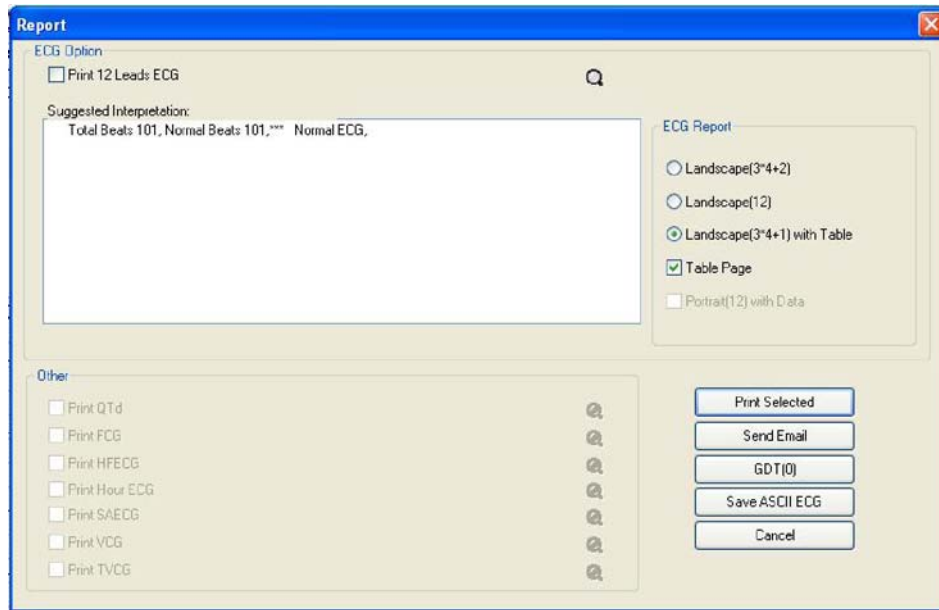 Report
ECG Option
Print 12 Leads ECG
Suggested Interpretation:
Total Beats 101, Normal Beats 101,*** Normal ECG,
ECG Report
Landscape(3*4+2)
Landscape(12)
Landscape(3*4+1) with Table
Table Page
Portrait(12) with Data
Other
Print QTd
Print FCG
Print HFECG
Print Hour ECG
Print SAECG
Print VCG
Print TVCG
Print Selected
Send Email
GDT(0)
Save ASCII ECG
Cancel